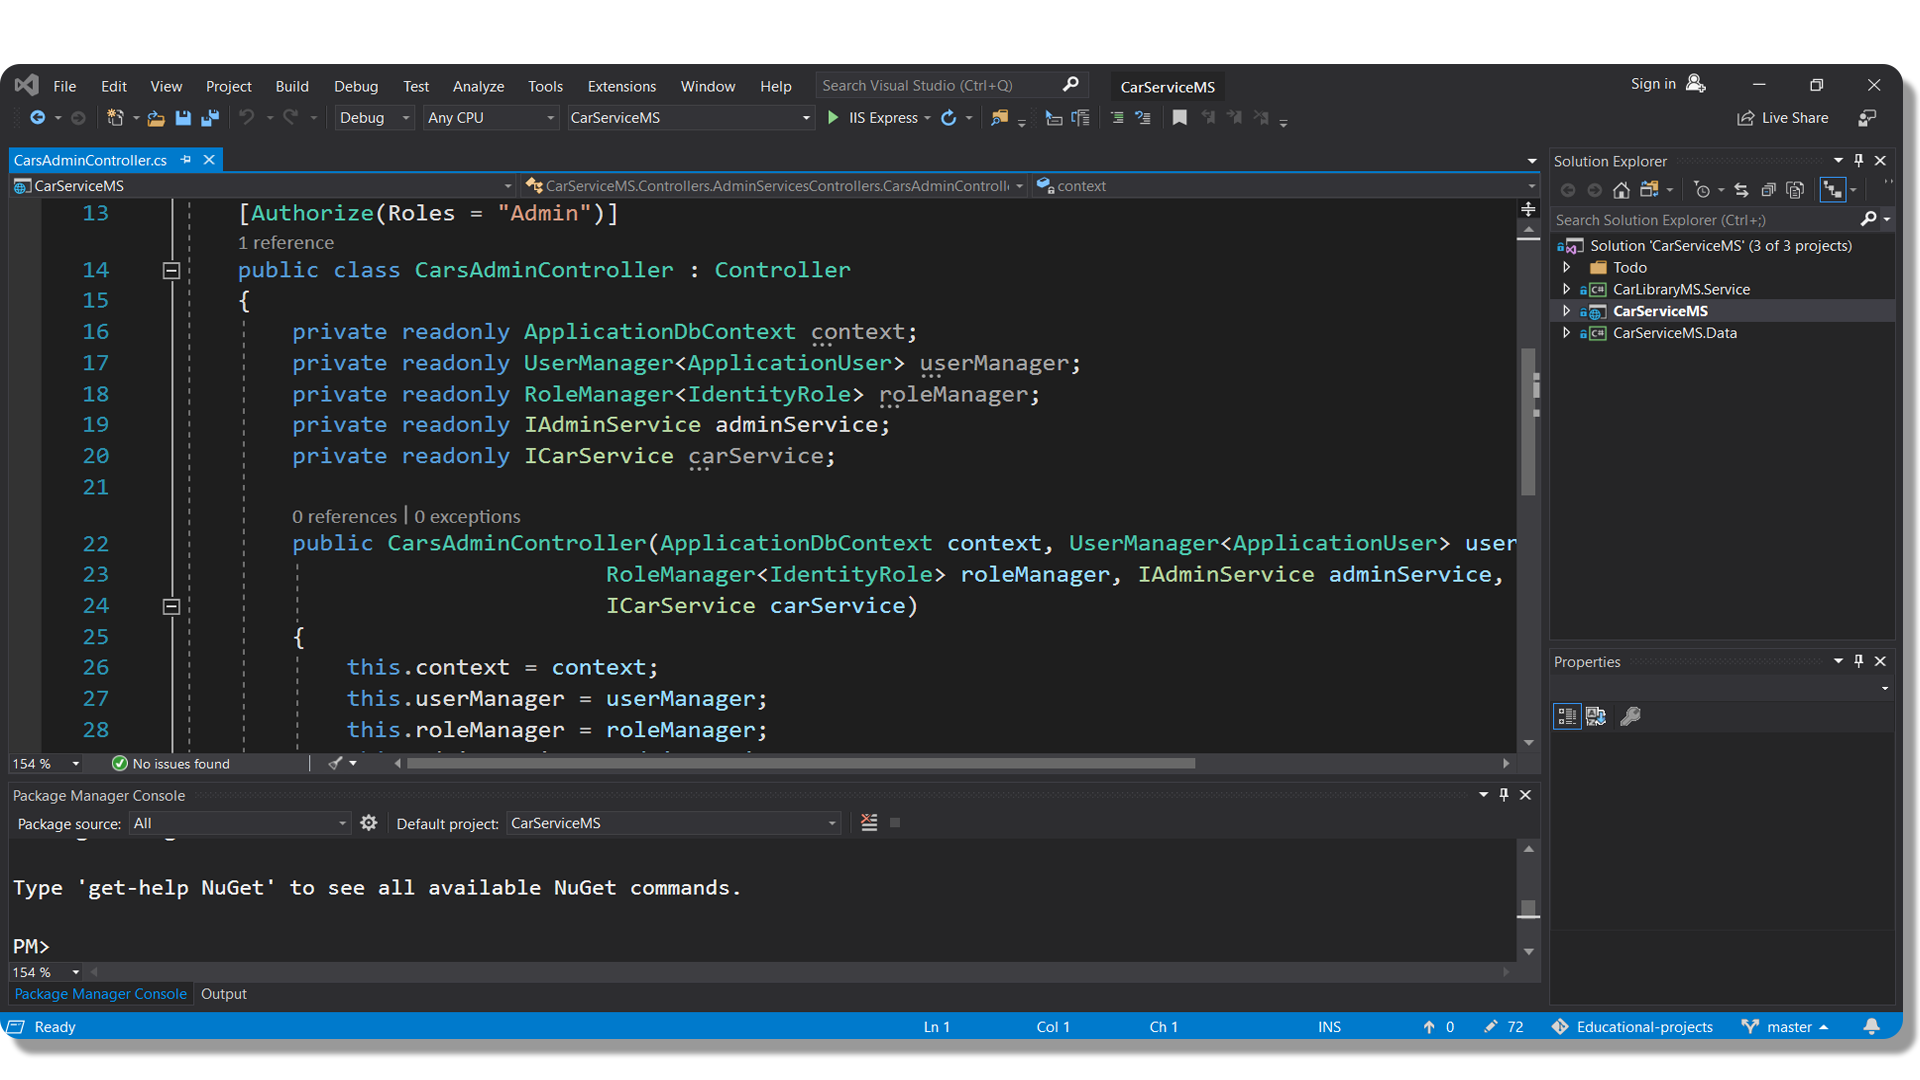 File Edit View Project Build Debug Test Analyze Tools Extensions Window Help Search Visual Studio (Ctrl+Q) CarServiceMS Sign in
Debug Any CPU CarServiceMS IIS Express Live Share
CarsAdminController.cs
CarServiceMS CarServiceMS.Controllers.AdminServicesControllers.CarsAdminControll context
13 [Authorize(Roles = "Admin")]
1 reference
14 public class CarsAdminController : Controller
15 {
16 private readonly ApplicationDbContext context;
17 private readonly UserManager<ApplicationUser> userManager;
18 private readonly RoleManager<IdentityRole> roleManager;
19 private readonly IAdminService adminService;
20 private readonly ICarService carService;
21
0 references | 0 exceptions
22 public CarsAdminController(ApplicationDbContext context, UserManager<ApplicationUser> user
23 RoleManager<IdentityRole> roleManager, IAdminService adminService,
24 ICarService carService)
25 {
26 this.context = context;
27 this.userManager = userManager;
28 this.roleManager = roleManager;
154 % No issues found
Package Manager Console
Package source: All Default project: CarServiceMS
Type 'get-help NuGet' to see all available NuGet commands.
PM>
154 %
Package Manager Console Output
Solution Explorer
Search Solution Explorer (Ctrl+;)
Solution 'CarServiceMS' (3 of 3 projects)
Todo
CarLibraryMS.Service
CarServiceMS
CarServiceMS.Data
Properties
Ready Ln 1 Col 1 Ch 1 INS 0 72 Educational-projects master